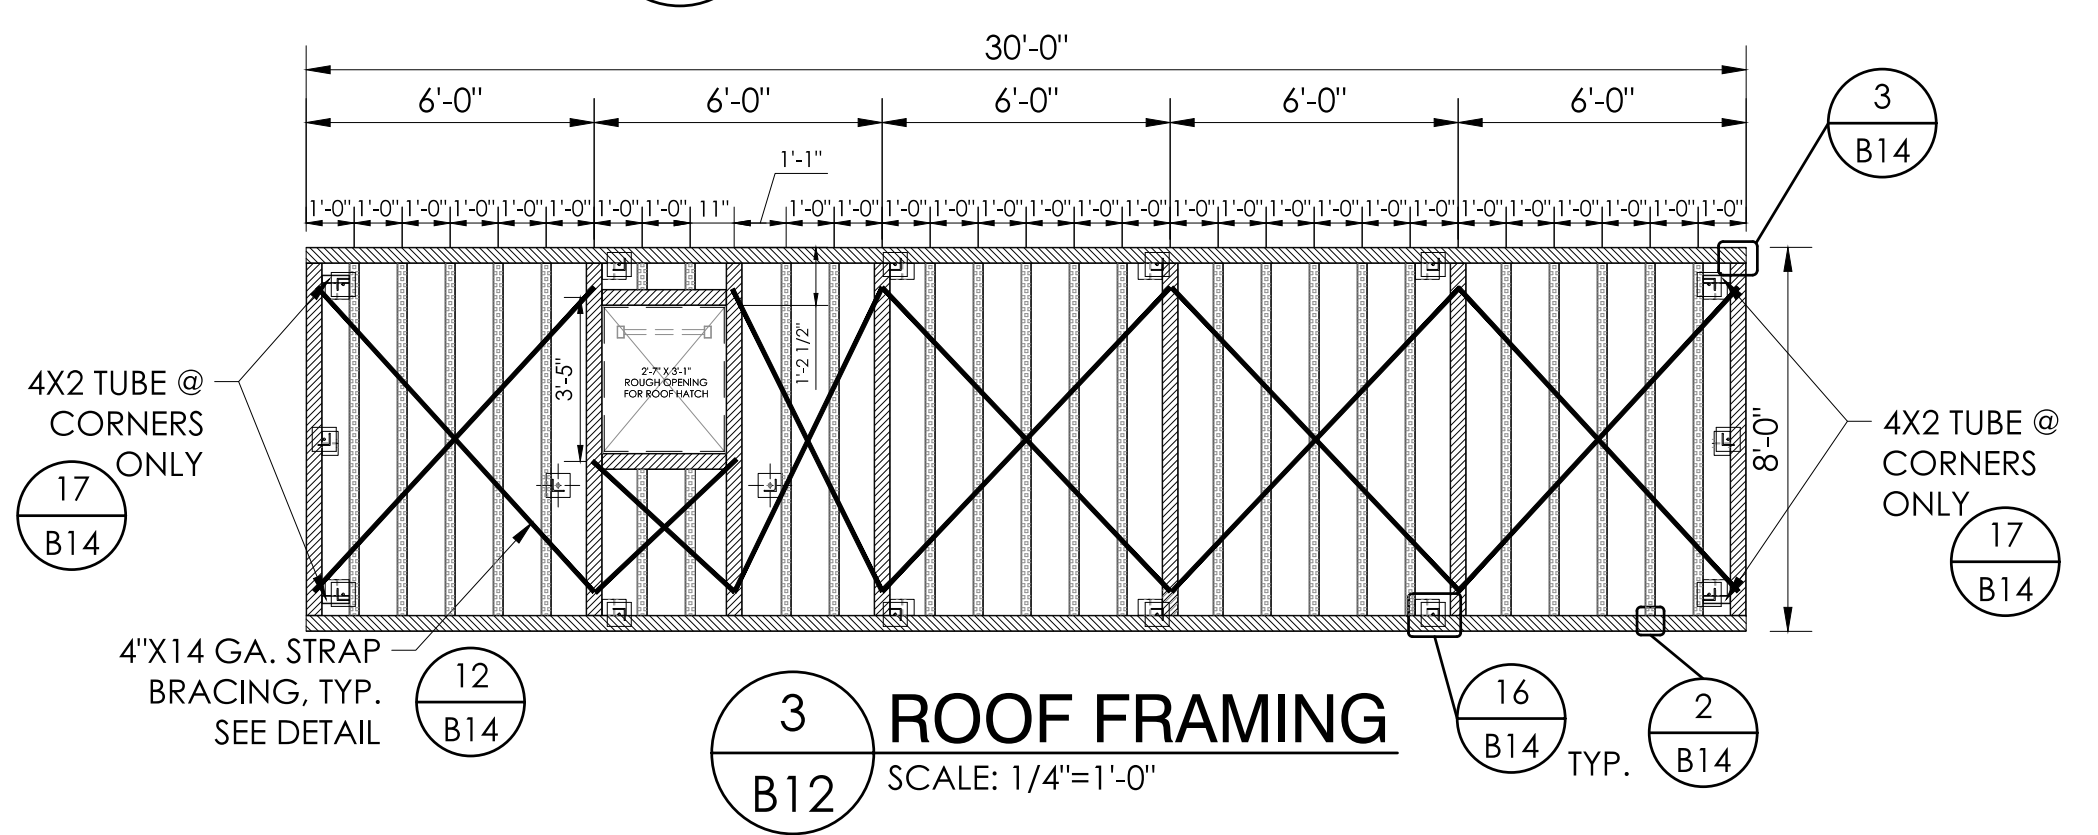 30'-0"
6'-0" 6'-0" 6'-0" 6'-0" 6'-0"
3
B14
1'-1"
1'-0" 1'-0" 1'-0" 1'-0" 1'-0" 1'-0" 1'-0" 1'-0" 11" 1'-0" 1'-0" 1'-0" 1'-0" 1'-0" 1'-0" 1'-0" 1'-0" 1'-0" 1'-0" 1'-0" 1'-0" 1'-0" 1'-0" 1'-0" 1'-0" 1'-0" 1'-0" 1'-0" 1'-0"
4X2 TUBE @
CORNERS
ONLY
17
B14
3'-5"
2'-7" X 3'-1"
ROUGH OPENING
FOR ROOF HATCH
1'-2 1/2"
8'-0"
4X2 TUBE @
CORNERS
ONLY
17
B14
4"X14 GA. STRAP
BRACING, TYP.
SEE DETAIL
12
B14
3
B12
ROOF FRAMING
SCALE: 1/4"=1'-0"
16
B14
TYP.
2
B14